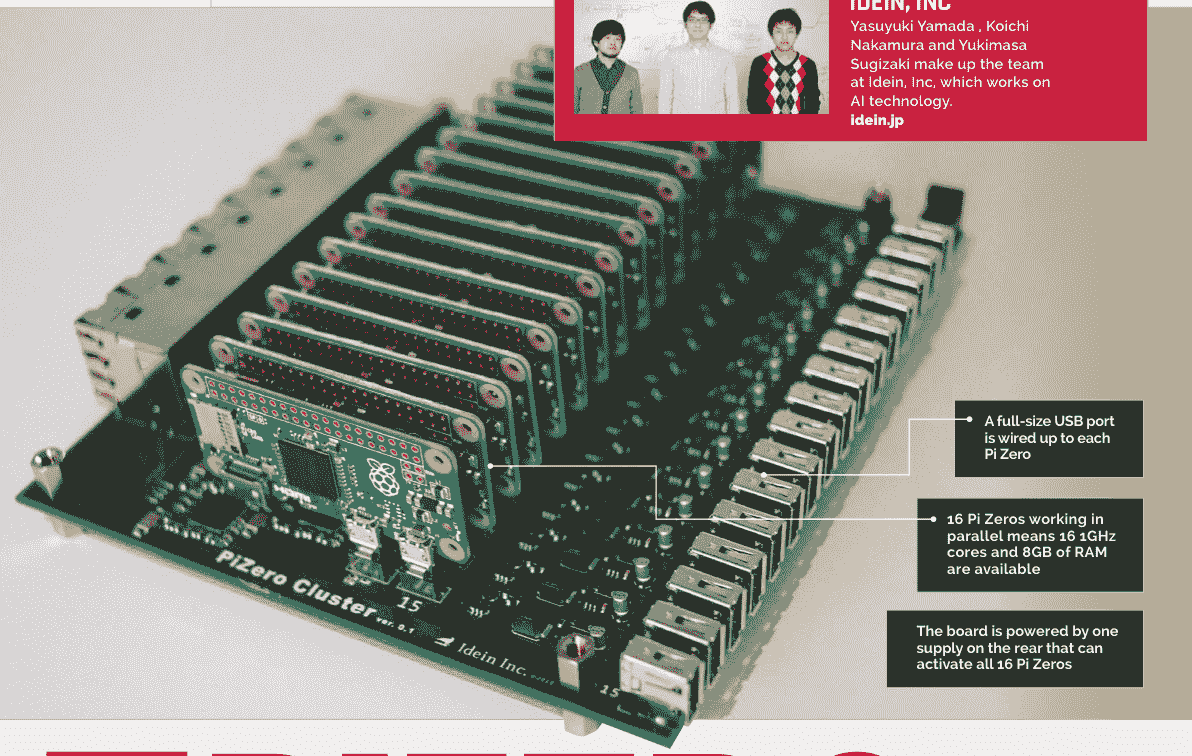 IDEIN, INC
Yasuyuki Yamada , Koichi
Nakamura and Yukimasa
Sugizaki make up the team
at Idein, Inc, which works on
AI technology.
idein.jp
A full-size USB port
is wired up to each
Pi Zero
16 Pi Zeros working in
parallel means 16 1GHz
cores and 8GB of RAM
are available
The board is powered by one
supply on the rear that can
activate all 16 Pi Zeros
PiZero Cluster ver. 0.1
15
Idein Inc.
15